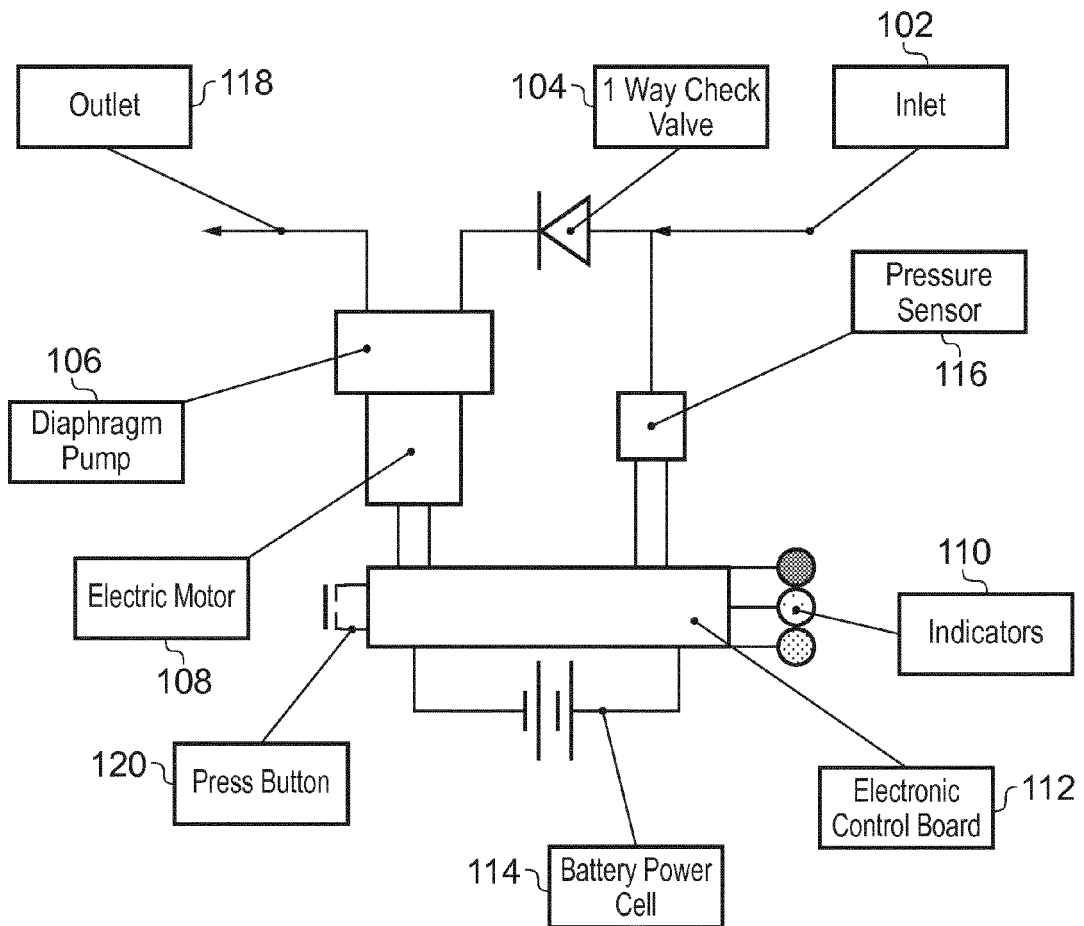 102
Outlet
118
104
1 Way Check
Valve
Inlet
Pressure
Sensor
116
106
Diaphragm
Pump
Electric Motor
108
110
Indicators
120
Press Button
Electronic
Control Board
112
114
Battery Power
Cell